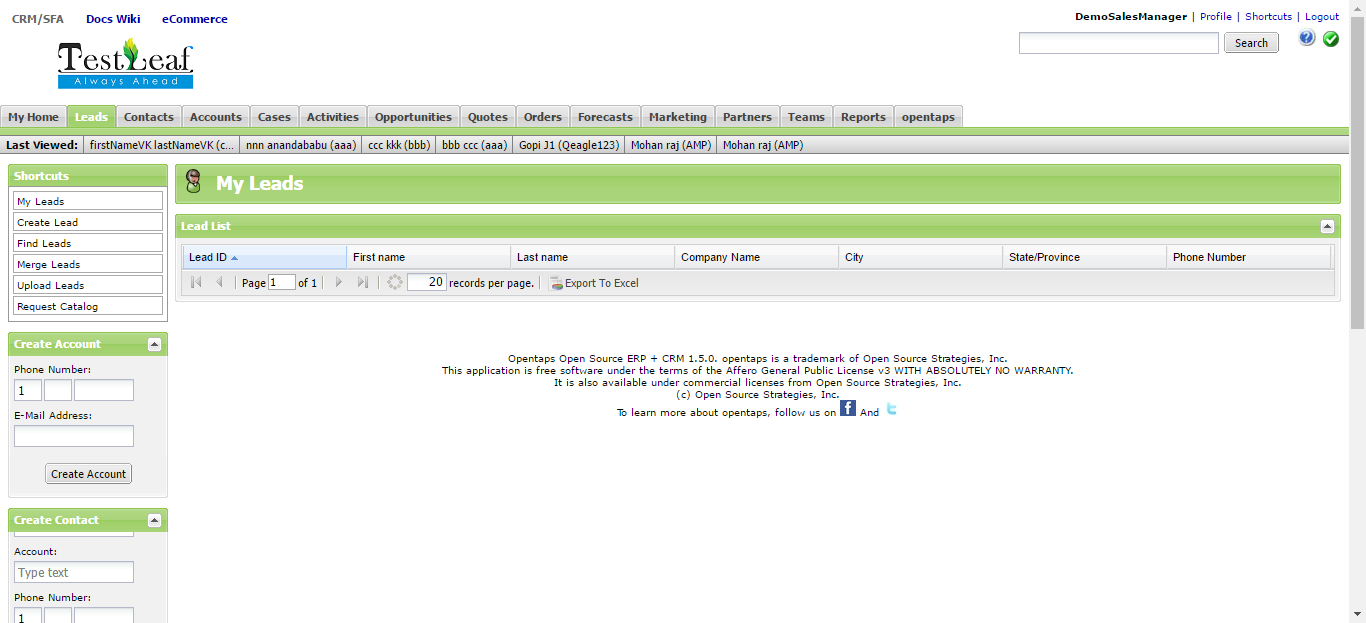 CRM/SFA Docs Wiki eCommerce
DemoSalesManager | Profile | Shortcuts | Logout
Search
TestLeaf
Always Ahead
My Home Leads Contacts Accounts Cases Activities Opportunities Quotes Orders Forecasts Marketing Partners Teams Reports opentaps
Last Viewed: firstNameVK lastNameVK (c... nnn anandababu (aaa) ccc kkk (bbb) bbb ccc (aaa) Gopi J1 (Qeagle123) Mohan raj (AMP) Mohan raj (AMP)
Shortcuts
My Leads
Create Lead
Find Leads
Merge Leads
Upload Leads
Request Catalog
Create Account
Phone Number:
1
E-Mail Address:
Create Account
Create Contact
Account:
Type text
Phone Number:
1
My Leads
Lead List
Lead ID First name Last name Company Name City State/Province Phone Number
Page 1 of 1 20 records per page. Export To Excel
Opentaps Open Source ERP + CRM 1.5.0. opentaps is a trademark of Open Source Strategies, Inc.
This application is free software under the terms of the Affero General Public License v3 WITH ABSOLUTELY NO WARRANTY.
It is also available under commercial licenses from Open Source Strategies, Inc.
(c) Open Source Strategies, Inc.
To learn more about opentaps, follow us on f And t